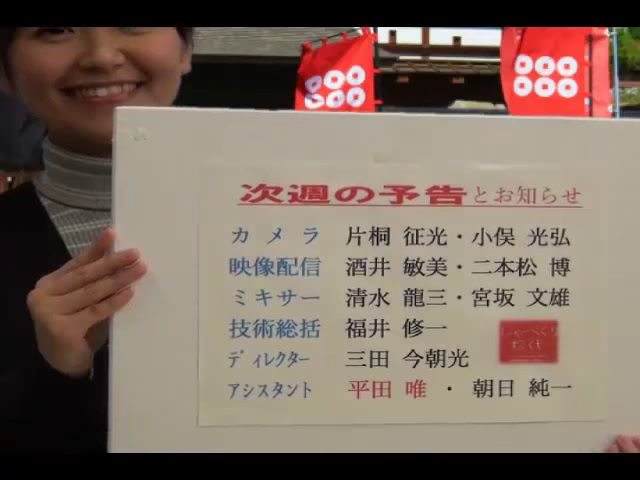 次週の予告とお知らせ
カメラ 片桐 征光・小俣 光弘
映像配信 酒井 敏美・二本松 博
ミキサー 清水 龍三・宮坂 文雄
技術総括 福井 修一
ディレクター 三田 今朝光
アシスタント 平田 唯・朝日 純一